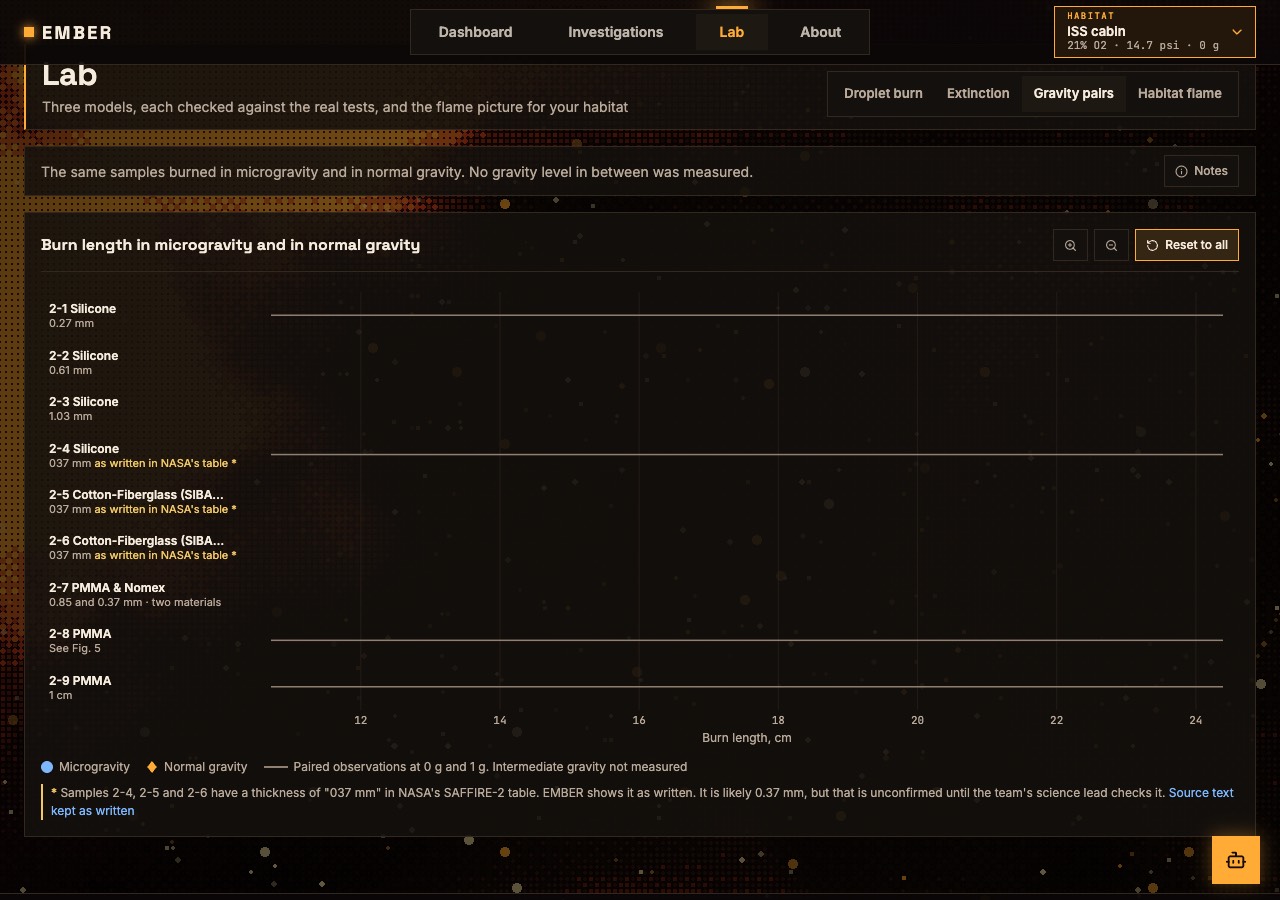 EMBER
Dashboard
Investigations
Lab
About
HABITAT
ISS cabin
21% O2 · 14.7 psi · 0 g
Lab
Three models, each checked against the real tests, and the flame picture for your habitat
Droplet burn
Extinction
Gravity pairs
Habitat flame
The same samples burned in microgravity and in normal gravity. No gravity level in between was measured.
Notes
Burn length in microgravity and in normal gravity
Reset to all
2-1 Silicone
0.27 mm
2-2 Silicone
0.61 mm
2-3 Silicone
1.03 mm
2-4 Silicone
037 mm as written in NASA's table *
2-5 Cotton-Fiberglass (SIBA...
037 mm as written in NASA's table *
2-6 Cotton-Fiberglass (SIBA...
037 mm as written in NASA's table *
2-7 PMMA & Nomex
0.85 and 0.37 mm · two materials
2-8 PMMA
See Fig. 5
2-9 PMMA
1 cm
12 14 16 18 20 22 24
Burn length, cm
Microgravity
Normal gravity
Paired observations at 0 g and 1 g. Intermediate gravity not measured
* Samples 2-4, 2-5 and 2-6 have a thickness of "037 mm" in NASA's SAFFIRE-2 table. EMBER shows it as written. It is likely 0.37 mm, but that is unconfirmed until the team's science lead checks it. Source text
kept as written